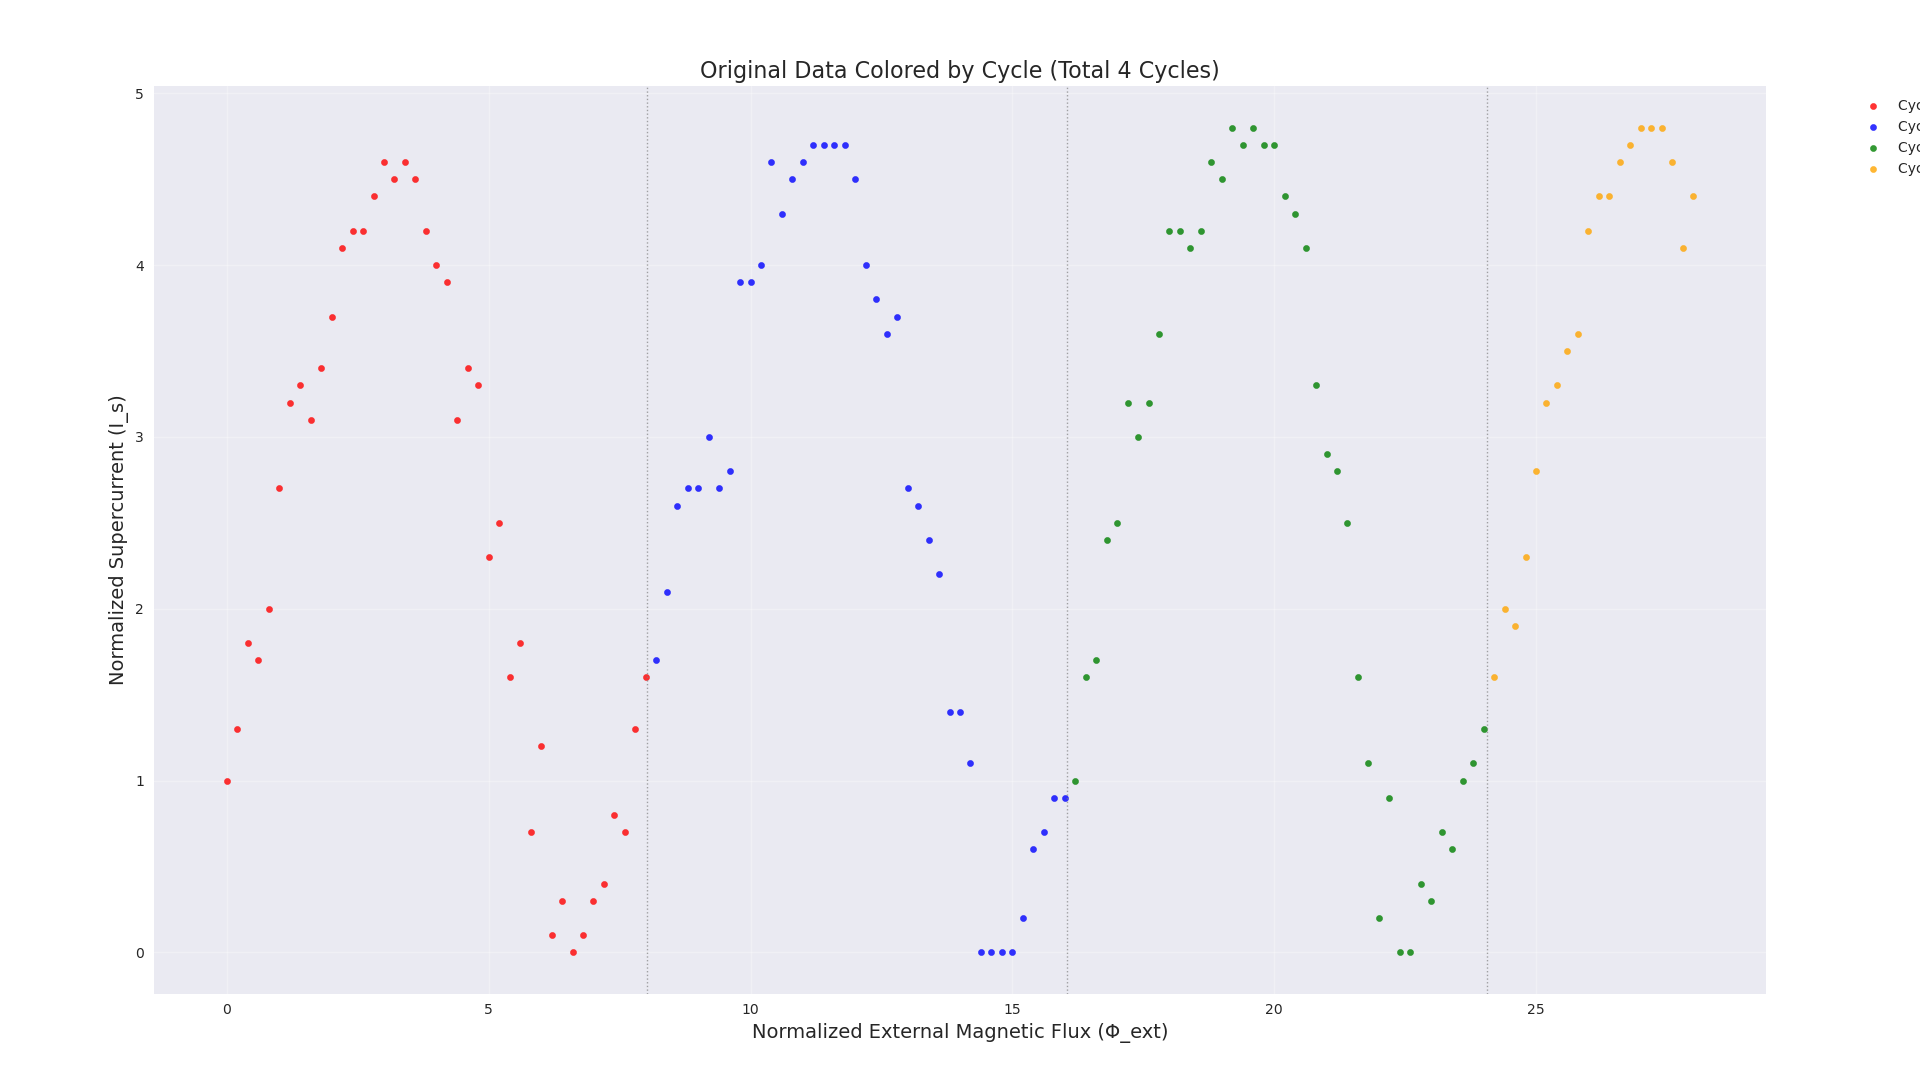 Original Data Colored by Cycle (Total 4 Cycles)
5
4
3
2
1
0
Normalized Supercurrent (I_s)
0 5 10 15 20 25
Normalized External Magnetic Flux (Φ_ext)
Cyc
Cyc
Cyc
Cyc